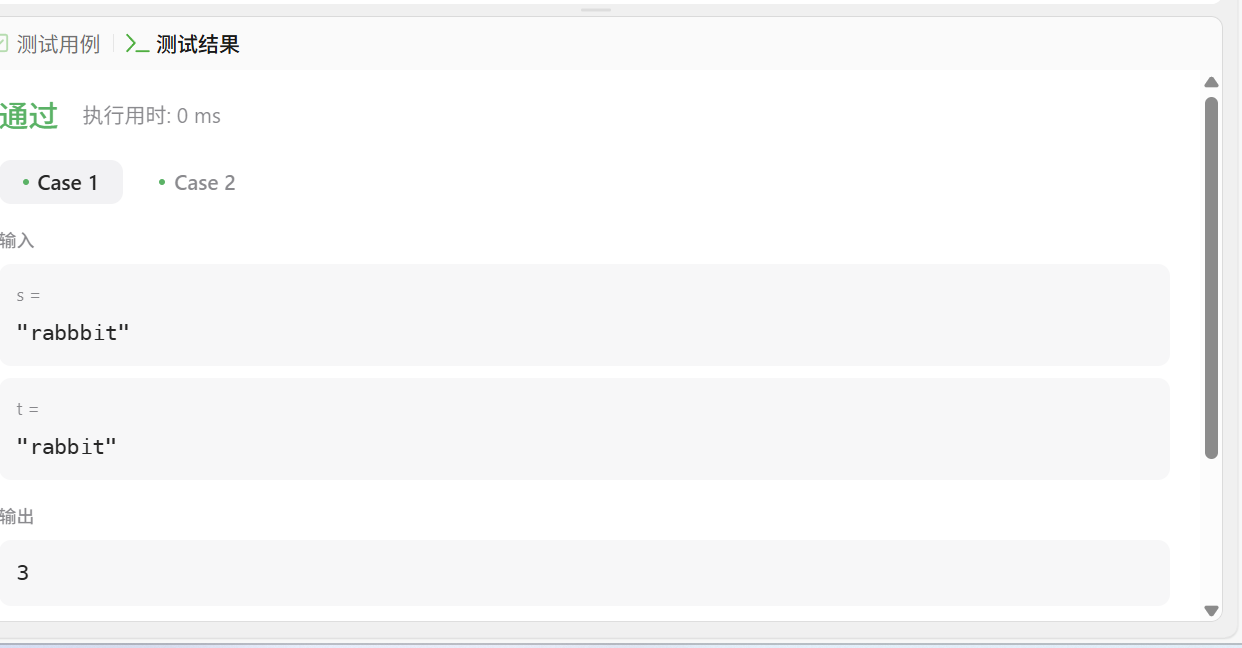 测试用例 测试结果
通过 执行用时: 0 ms
Case 1 Case 2
输入
s =
"rabbbit"
t =
"rabbit"
输出
3